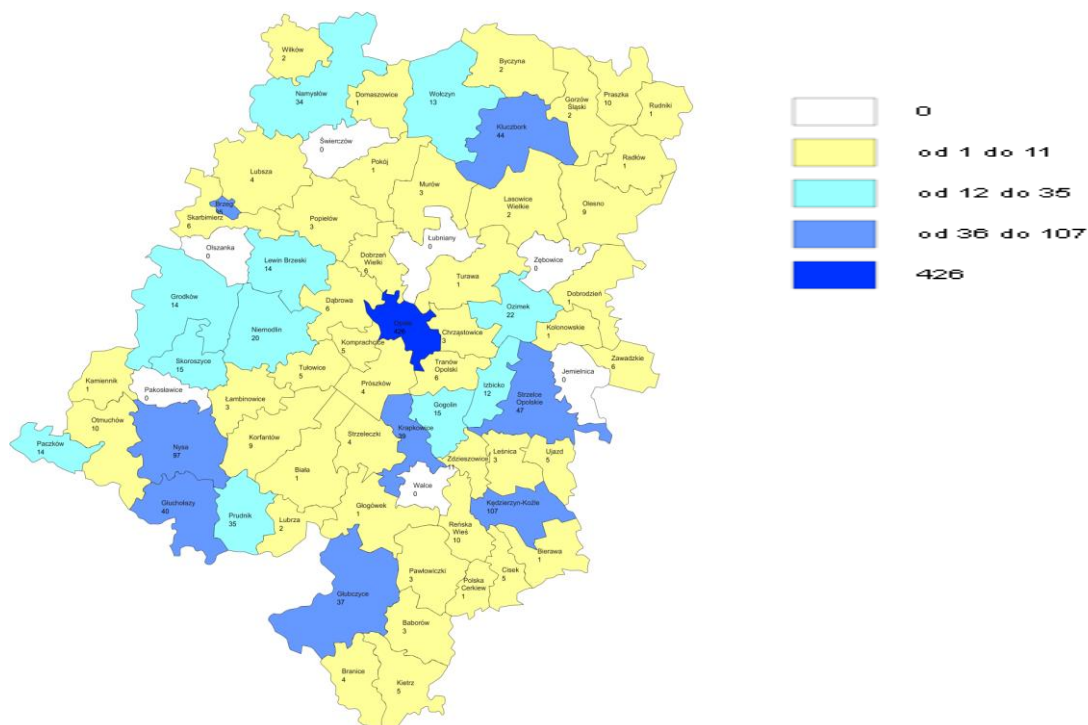 Wilków
2
Namysłów
34
Domaszowice
1
Wołczyn
13
Byczyna
2
Kluczbork
44
Gorzów
Śląski
2
Praszka
10
Rudniki
1
Radłów
1
Świerczów
0
Pokój
1
Murów
3
Lasowice
Wielkie
2
Olesno
9
Lubsza
4
Brzeg
Skarbimierz
6
Popielów
3
Olszanka
0
Lewin Brzeski
14
Dobrzeń
Wielki
6
Łubniany
0
Turawa
1
Zębowice
0
Dobrodzień
1
Grodków
14
Niemodlin
20
Dąbrowa
6
Opole
426
Chrząstowice
3
Ozimek
22
Kolonowskie
1
Zawadzkie
6
Skoroszyce
15
Komprachcice
5
Tułowice
5
Prószków
4
Tranów
Opolski
6
Izbicko
12
Strzelce
Opolskie
47
Jemielnica
0
Kamiennik
1
Pakosławice
0
Łambinowice
3
Otmuchów
10
Paczków
14
Nysa
97
Korfantów
9
Strzeleczki
4
Krapkowice
39
Gogolin
15
Zdzieszowice
11
Leśnica
3
Ujazd
5
Biała
1
Walce
0
Kędzierzyn-Koźle
107
Głuchołazy
40
Prudnik
35
Lubrza
2
Głogówek
1
Reńska
Wieś
10
Bierawa
1
Cisek
5
Polska
Cerkiew
1
Pawłowiczki
3
Głubczyce
37
Baborów
3
Branice
4
Kietrz
5
0
od 1 do 11
od 12 do 35
od 36 do 107
426